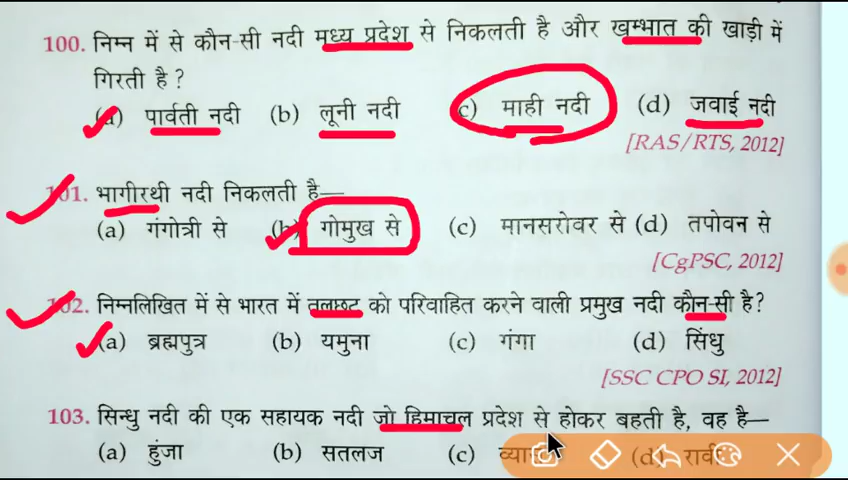 100. निम्न में से कौन-सी नदी मध्य प्रदेश से निकलती है और खम्भात की खाड़ी में
गिरती है?
(a) पार्वती नदी (b) लूनी नदी (c) माही नदी (d) जवाई नदी
[RAS/RTS, 2012]
101. भागीरथी नदी निकलती है—
(a) गंगोत्री से (b) गोमुख से (c) मानसरोवर से (d) तपोवन से
[CgPSC, 2012]
102. निम्नलिखित में से भारत में तलछट को परिवाहित करने वाली प्रमुख नदी कौन-सी है?
(a) ब्रह्मपुत्र (b) यमुना (c) गंगा (d) सिंधु
[SSC CPO SI, 2012]
103. सिन्धु नदी की एक सहायक नदी जो हिमाचल प्रदेश से होकर बहती है, वह है—
(a) हुंजा (b) सतलज (c) व्यास (d) रावी